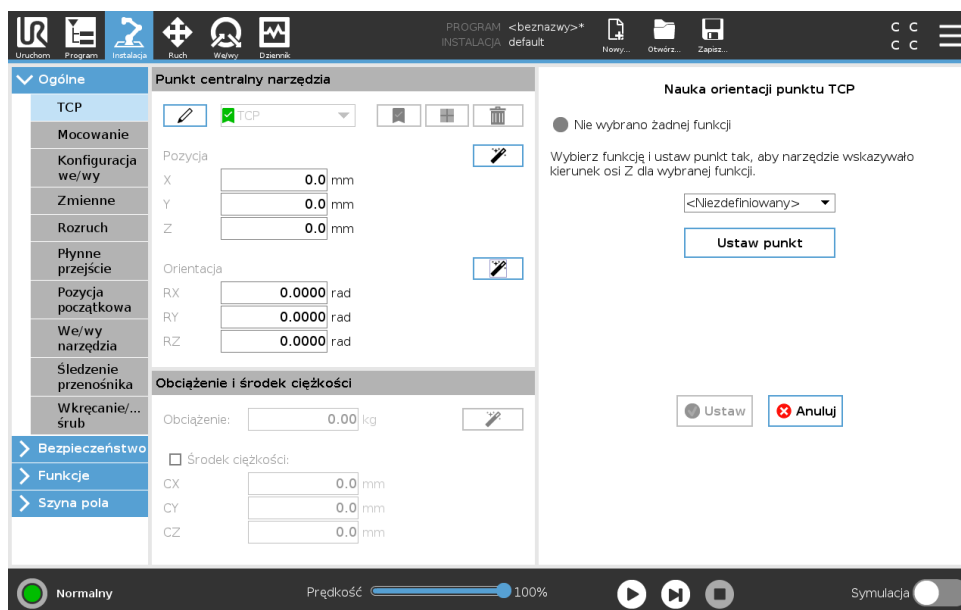 Uruchom
Program
Instalacja
Ruch
We/wy
Dziennik
PROGRAM <beznazwy>*
INSTALACJA default
Nowy...
Otwórz...
Zapisz...
C C
C C
Ogólne
TCP
Mocowanie
Konfiguracja
we/wy
Zmienne
Rozruch
Płynne
przejście
Pozycja
początkowa
We/wy
narzędzia
Śledzenie
przenośnika
Wkręcanie/...
śrub
Bezpieczeństwo
Funkcje
Szyna pola
Punkt centralny narzędzia
TCP
Pozycja
X 0.0 mm
Y 0.0 mm
Z 0.0 mm
Orientacja
RX 0.0000 rad
RY 0.0000 rad
RZ 0.0000 rad
Obciążenie i środek ciężkości
Obciążenie: 0.00 kg
Środek ciężkości:
CX 0.0 mm
CY 0.0 mm
CZ 0.0 mm
Nauka orientacji punktu TCP
Nie wybrano żadnej funkcji
Wybierz funkcję i ustaw punkt tak, aby narzędzie wskazywało
kierunek osi Z dla wybranej funkcji.
<Niezdefiniowany>
Ustaw punkt
Ustaw
Anuluj
Normalny
Prędkość 100%
Symulacja